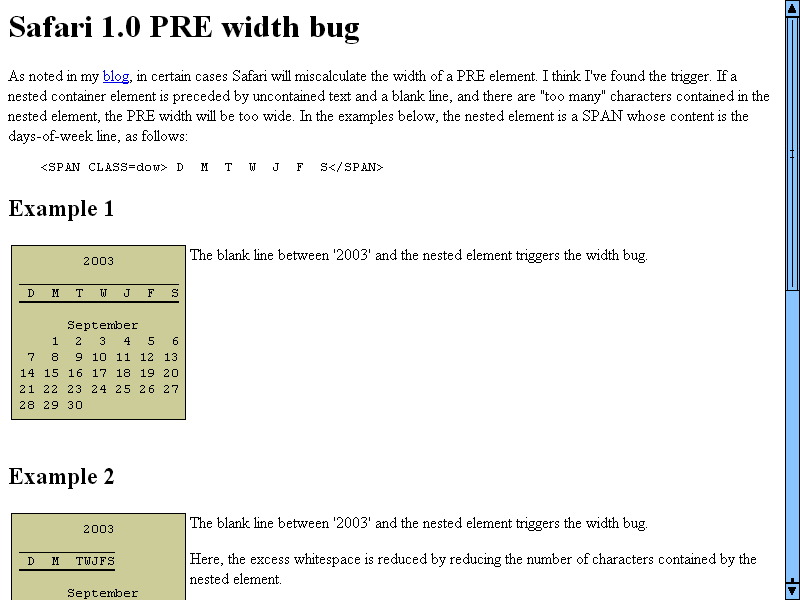 Safari 1.0 PRE width bug
As noted in my blog, in certain cases Safari will miscalculate the width of a PRE element. I think I've found the trigger. If a
nested container element is preceded by uncontained text and a blank line, and there are "too many" characters contained in the
nested element, the PRE width will be too wide. In the examples below, the nested element is a SPAN whose content is the
days-of-week line, as follows:
<SPAN CLASS=dow> D  M  T  W  J  F  S</SPAN>
Example 1
2003
The blank line between '2003' and the nested element triggers the width bug.
D  M  T  W  J  F  S
September
1  2  3  4  5  6
7  8  9 10 11 12 13
14 15 16 17 18 19 20
21 22 23 24 25 26 27
28 29 30
Example 2
2003
The blank line between '2003' and the nested element triggers the width bug.
D  M  TWJFS
Here, the excess whitespace is reduced by reducing the number of characters contained by the
nested element.
September